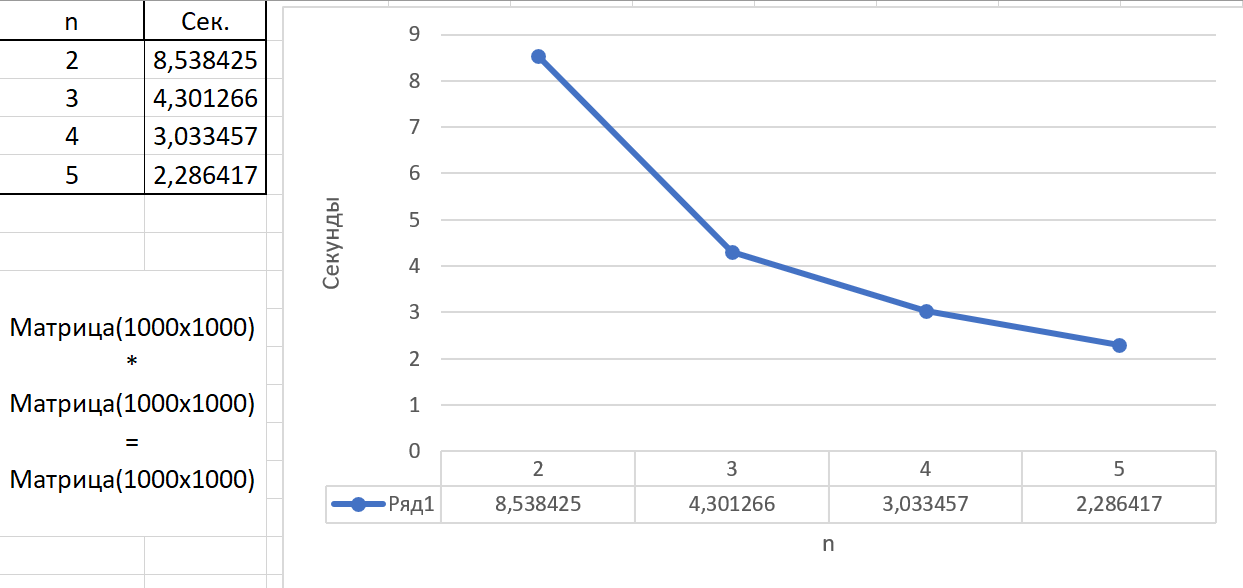 n Сек.
2 8,538425
3 4,301266
4 3,033457
5 2,286417
Матрица(1000x1000)
*
Матрица(1000x1000)
=
Матрица(1000x1000)
Секунды
9
8
7
6
5
4
3
2
1
0
2 3 4 5
Ряд1 8,538425 4,301266 3,033457 2,286417
n